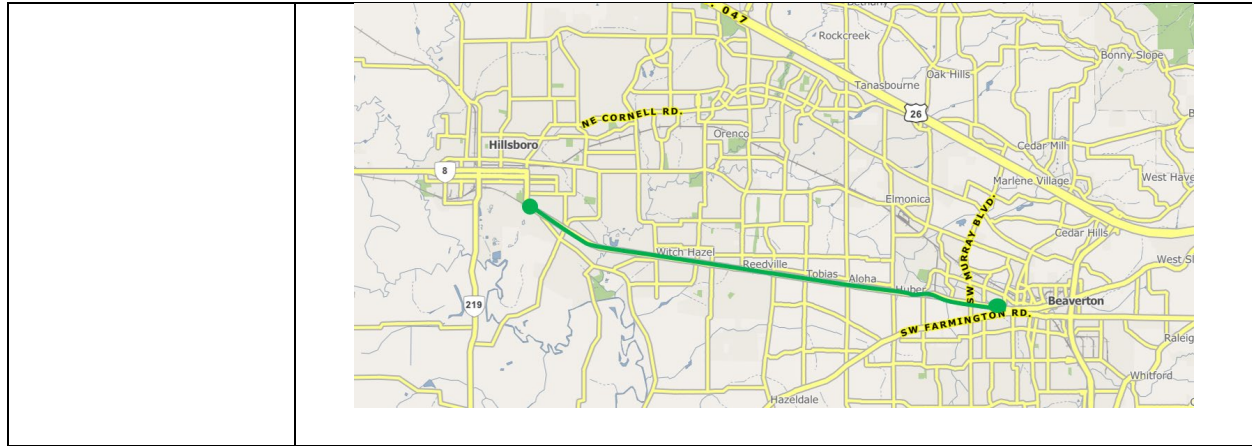 047
Bethany
Rockcreek
Bonny Slope
Oak Hills
Tanasbourne
26
NE CORNELL RD.
Orenco
Hillsboro
Cedar Mill
8
Marlene Village
West Have
Elmonica
SW MURRAY BLVD.
Cedar Hills
Witch Hazel
Reedville
West Sl
Tobias
Aloha
Huber
219
Beaverton
SW FARMINGTON RD.
Raleig
Whitford
Hazeldale